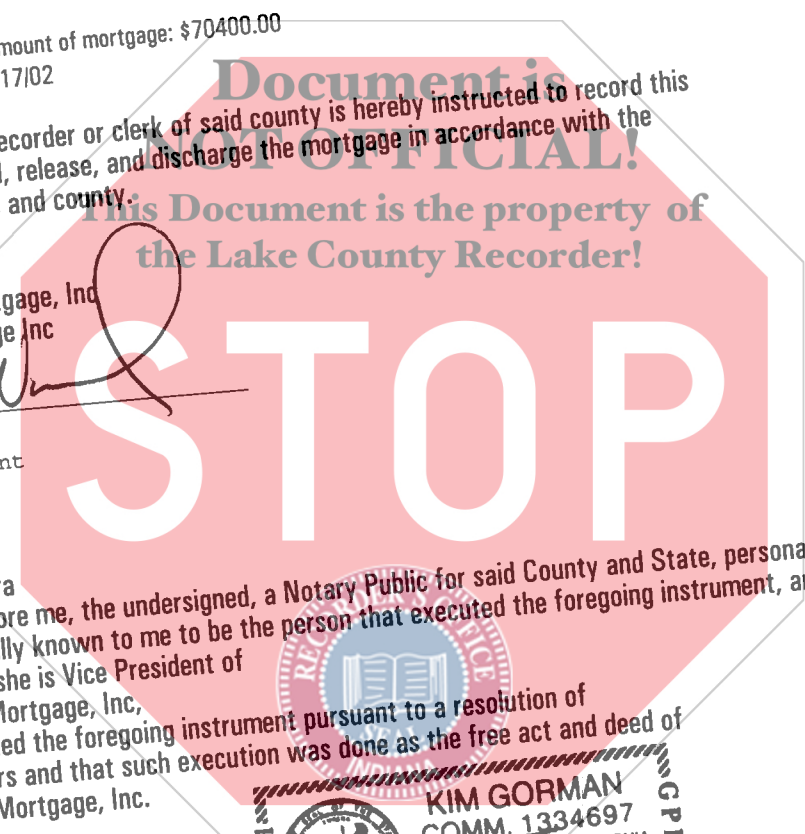 mount of mortgage: $70400.00
17/02
Document is
NOT OFFICIAL!
This Document is the property of
the Lake County Recorder!
ecorder or clerk of said county is hereby instructed to record this
, release, and discharge the mortgage in accordance with the
and county.
gage, Inc
ge Inc
STOP
nt
ra
ore me, the undersigned, a Notary Public for said County and State, persona
lly known to me to be the person that executed the foregoing instrument, a
she is Vice President of
Mortgage, Inc,
ed the foregoing instrument pursuant to a resolution of
rs and that such execution was done as the free act and deed of
Mortgage, Inc.
RECORDER'S OFFICE
SEAL
INDIANA
KIM GORMAN
COMM. 1334697